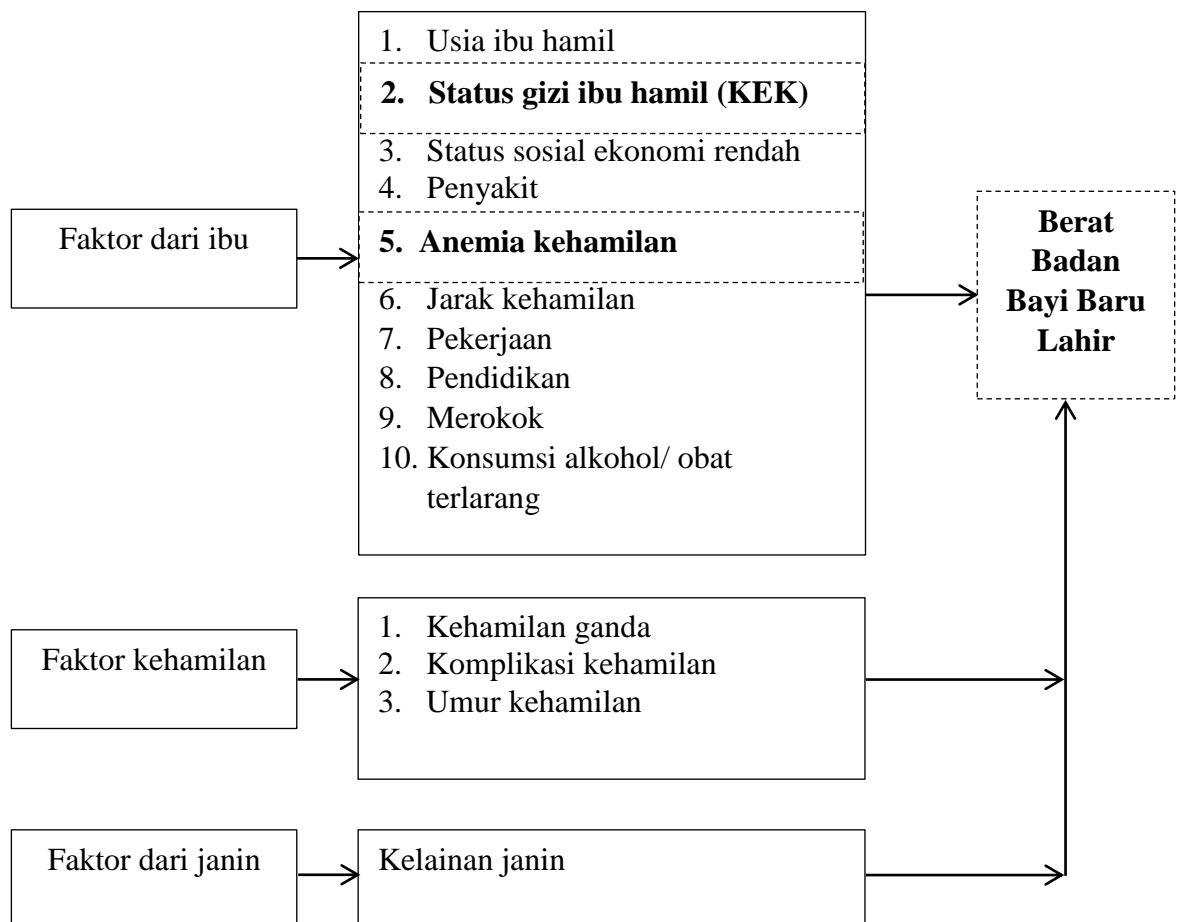 1. Usia ibu hamil
2. Status gizi ibu hamil (KEK)
3. Status sosial ekonomi rendah
4. Penyakit
Faktor dari ibu
5. Anemia kehamilan
6. Jarak kehamilan
7. Pekerjaan
8. Pendidikan
9. Merokok
10. Konsumsi alkohol/ obat
terlarang
Berat
Badan
Bayi Baru
Lahir
Faktor kehamilan
1. Kehamilan ganda
2. Komplikasi kehamilan
3. Umur kehamilan
Faktor dari janin
Kelainan janin